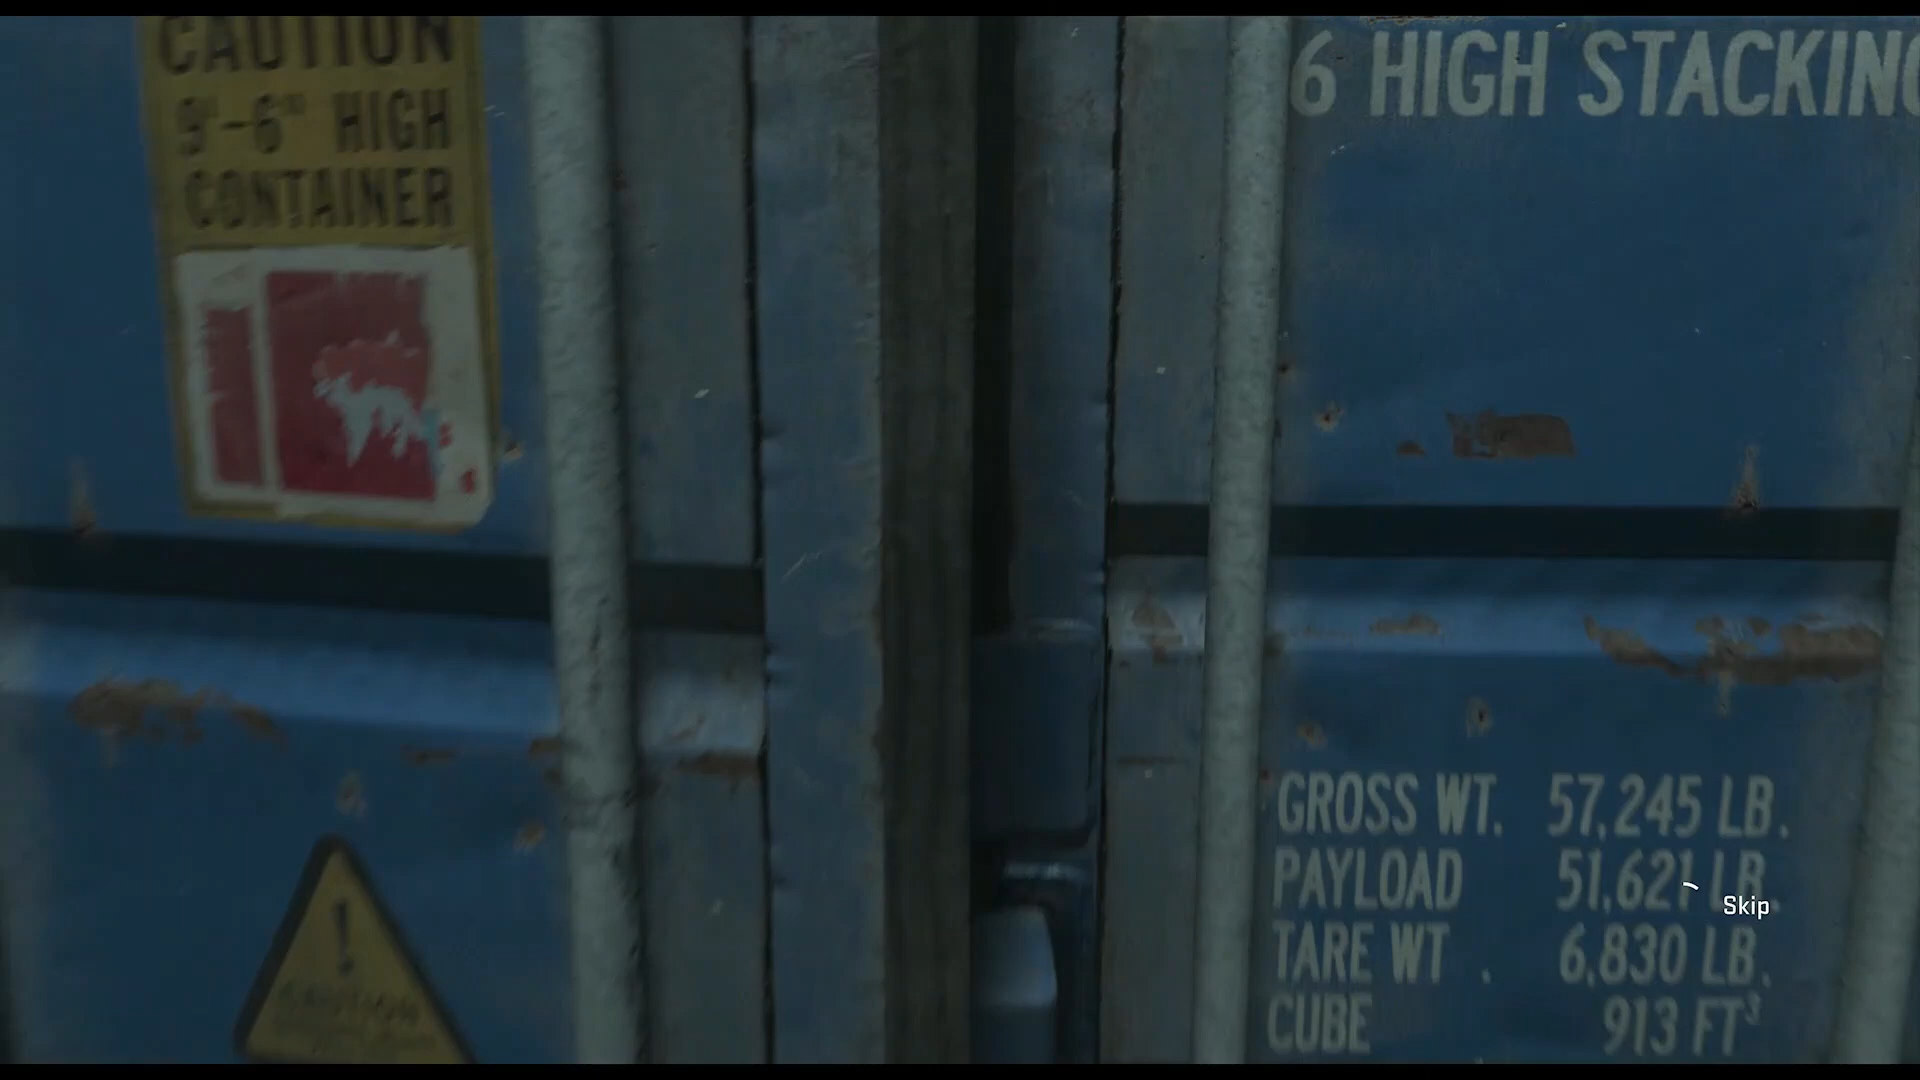 CAUTION
9'-6" HIGH
CONTAINER
6 HIGH STACKING
!
CAUTION
GROSS WT. 57,245 LB.
PAYLOAD 51,621 LB.
TARE WT . 6,830 LB.
CUBE 913 FT³
Skip